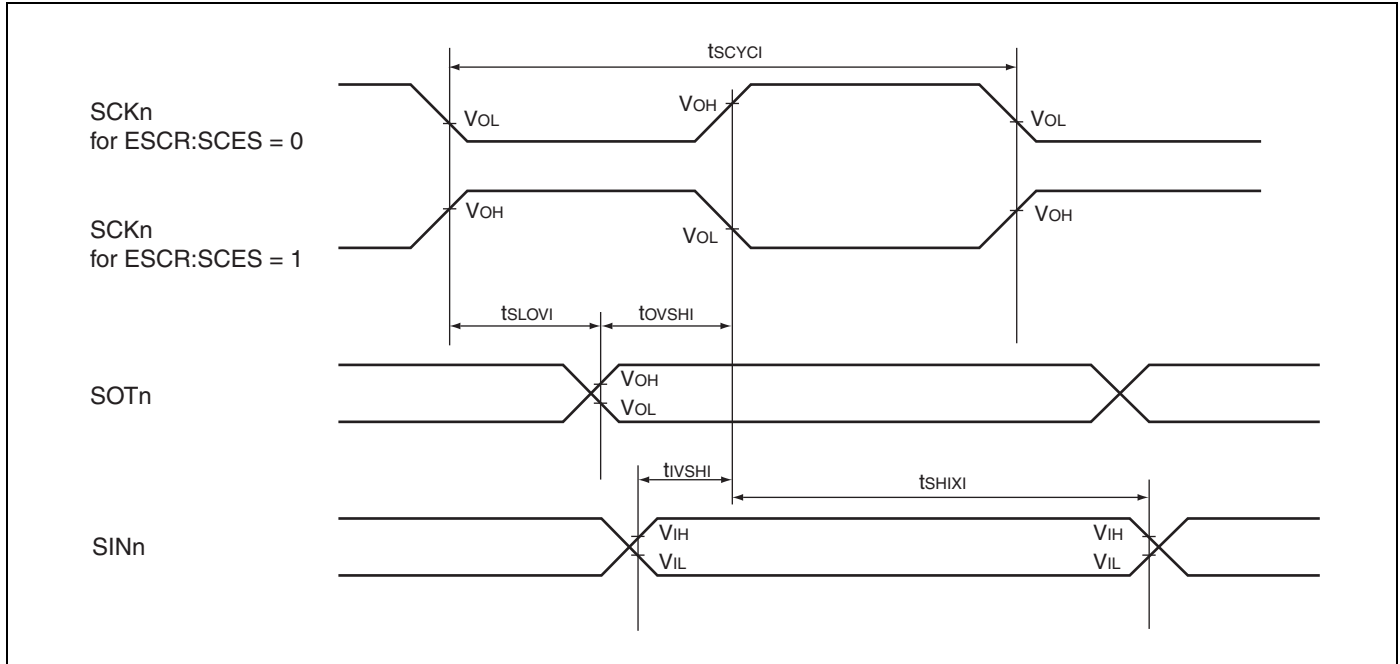 tSCYCI
SCKn
for ESCR:SCES = 0
VOL
VOH
VOL
SCKn
for ESCR:SCES = 1
VOH
VOL
VOH
tSLOVI
tOVSHI
SOTn
VOH
VOL
tIVSHI
tSHIXI
SINn
VIH
VIL
VIH
VIL